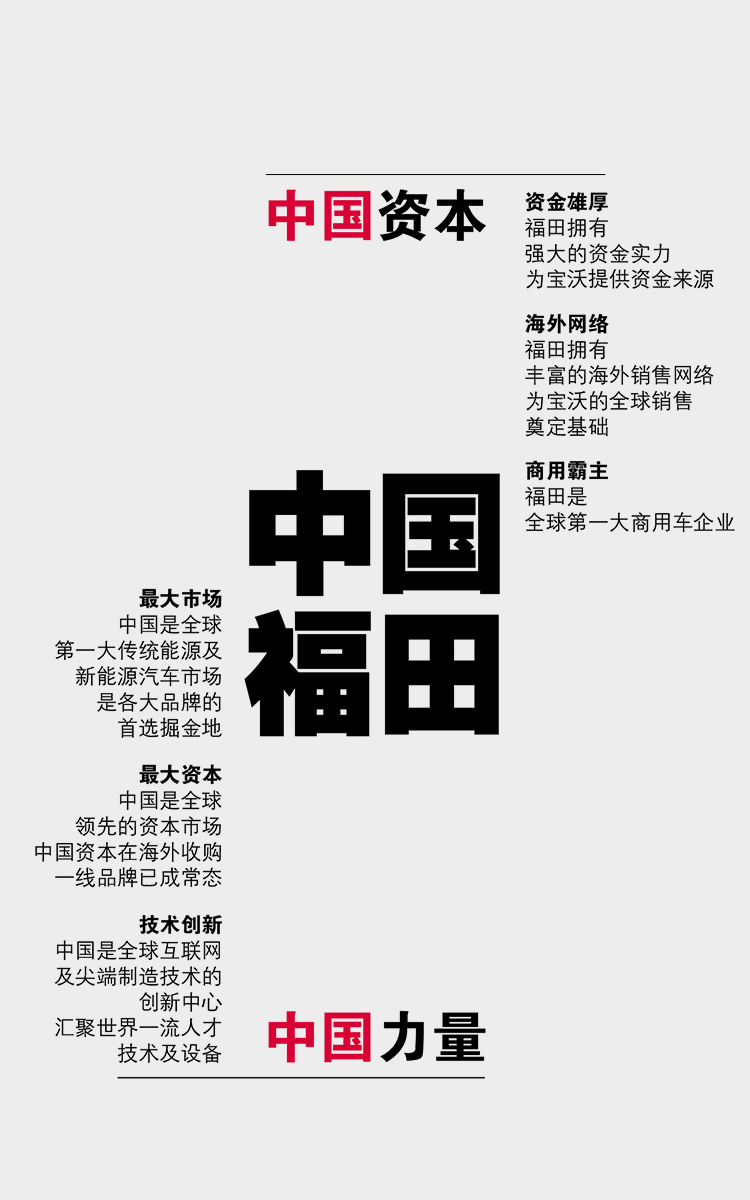 中国资本
资金雄厚
福田拥有
强大的资金实力
为宝沃提供资金来源
海外网络
福田拥有
丰富的海外销售网络
为宝沃的全球销售
奠定基础
商用霸主
福田是
全球第一大商用车企业
中国
福田
最大市场
中国是全球
第一大传统能源及
新能源汽车市场
是各大品牌的
首选掘金地
最大资本
中国是全球
领先的资本市场
中国资本在海外收购
一线品牌已成常态
技术创新
中国是全球互联网
及尖端制造技术的
创新中心
汇聚世界一流人才
技术及设备
中国力量